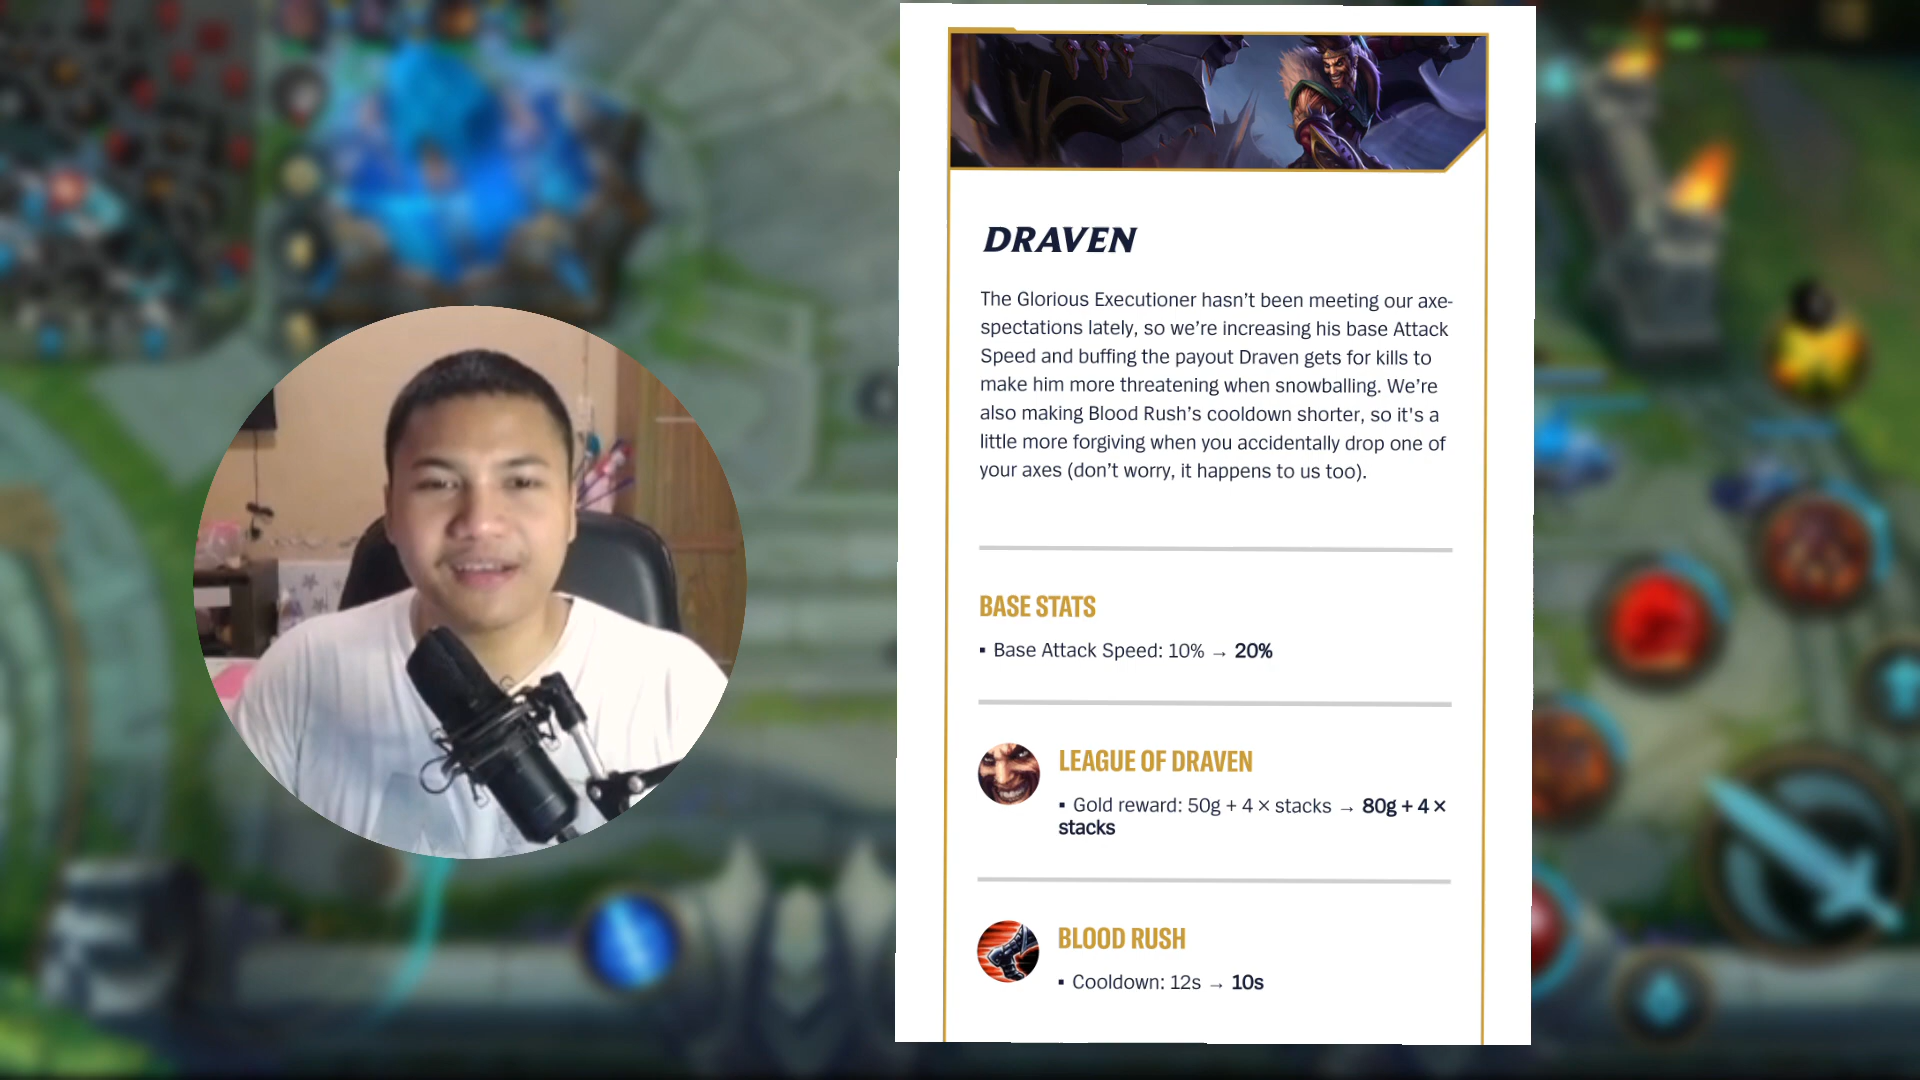 DRAVEN
The Glorious Executioner hasn’t been meeting our axe-
spectations lately, so we’re increasing his base Attack
Speed and buffing the payout Draven gets for kills to
make him more threatening when snowballing. We’re
also making Blood Rush’s cooldown shorter, so it's a
little more forgiving when you accidentally drop one of
your axes (don’t worry, it happens to us too).
BASE STATS
▪ Base Attack Speed: 10% → 20%
LEAGUE OF DRAVEN
▪ Gold reward: 50g + 4 × stacks → 80g + 4 ×
stacks
BLOOD RUSH
▪ Cooldown: 12s → 10s